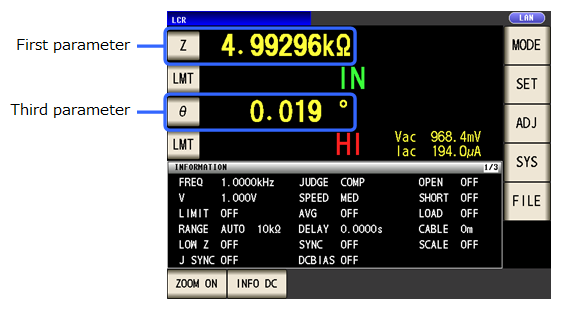 LCR LAN
First parameter Z 4.99296kΩ MODE
LMT IN SET
Third parameter θ 0.019 ° ADJ
LMT HI Vac 968.4mV
Iac 194.0µA
SYS
INFORMATION 1/3
FREQ 1.0000kHz JUDGE COMP OPEN OFF
V 1.000V SPEED MED SHORT OFF
FILE
LIMIT OFF AVG OFF LOAD OFF
RANGE AUTO 10kΩ DELAY 0.0000s CABLE 0m
LOW Z OFF SYNC OFF SCALE OFF
J SYNC OFF DCBIAS OFF
ZOOM ON INFO DC